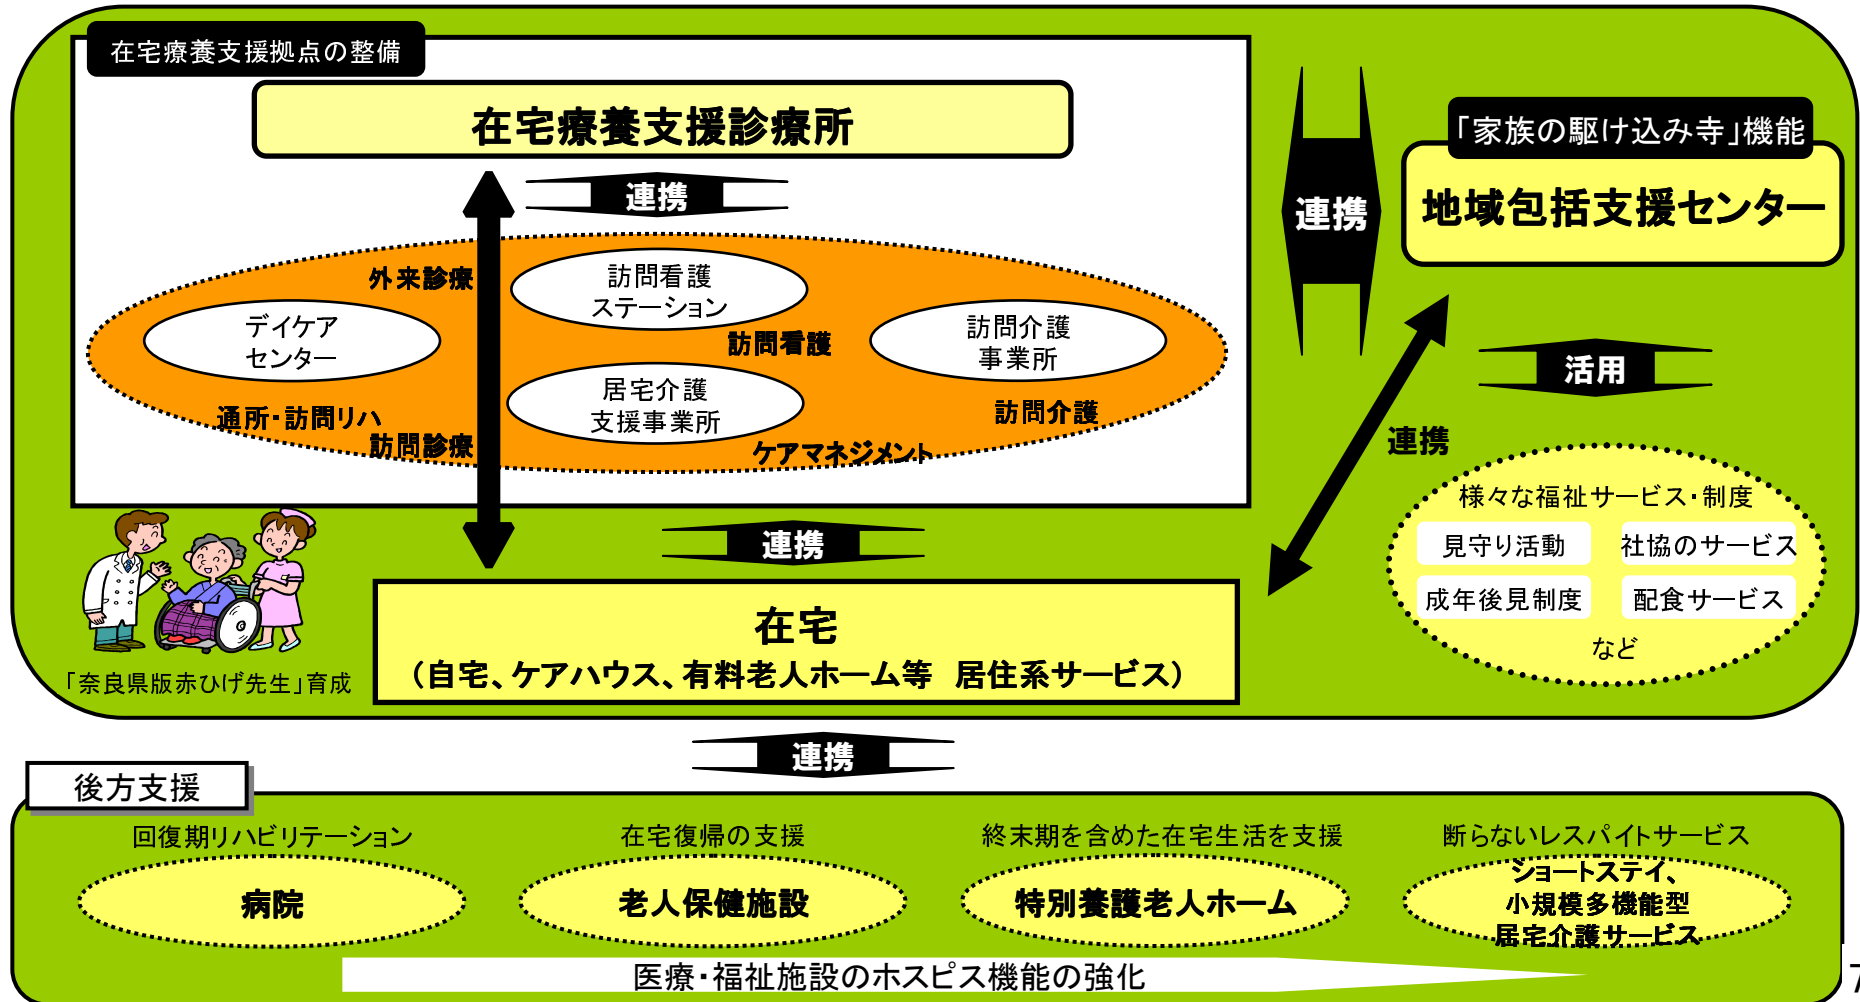 在宅療養支援拠点の整備
在宅療養支援診療所
連携
外来診療
訪問看護
ステーション
デイケア
センター
訪問看護
訪問介護
事業所
居宅介護
支援事業所
通所・訪問リハ
訪問介護
訪問診療
ケアマネジメント
連携
「家族の駆け込み寺」機能
地域包括支援センター
活用
連携
様々な福祉サービス・制度
見守り活動
社協のサービス
成年後見制度
配食サービス
など
連携
在宅
(自宅、ケアハウス、有料老人ホーム等 居住系サービス)
「奈良県版赤ひげ先生」育成
連携
後方支援
回復期リハビリテーション
病院
在宅復帰の支援
老人保健施設
終末期を含めた在宅生活を支援
特別養護老人ホーム
断らないレスパイトサービス
ショートステイ、
小規模多機能型
居宅介護サービス
医療・福祉施設のホスピス機能の強化